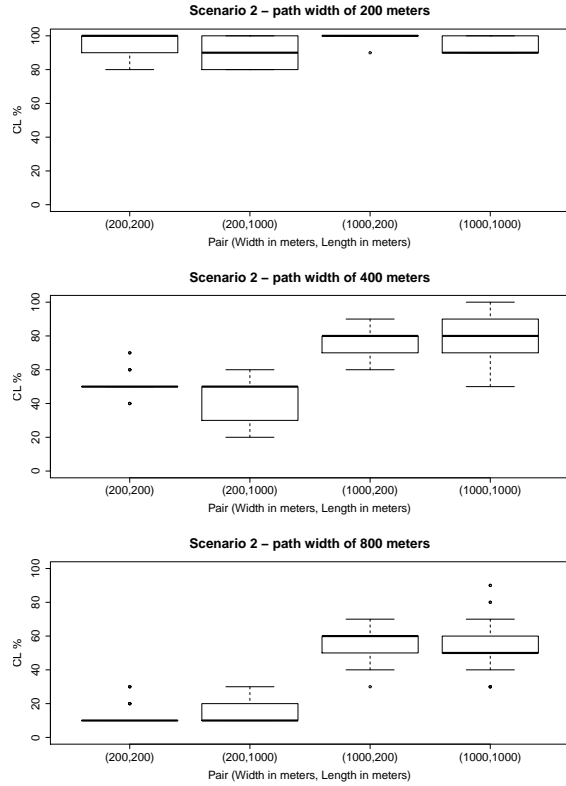 Scenario 2 – path width of 200 meters
CL %
100
80
60
40
20
0
(200,200) (200,1000) (1000,200) (1000,1000)
Pair (Width in meters, Length in meters)
Scenario 2 – path width of 400 meters
CL %
100
80
60
40
20
0
(200,200) (200,1000) (1000,200) (1000,1000)
Pair (Width in meters, Length in meters)
Scenario 2 – path width of 800 meters
CL %
100
80
60
40
20
0
(200,200) (200,1000) (1000,200) (1000,1000)
Pair (Width in meters, Length in meters)